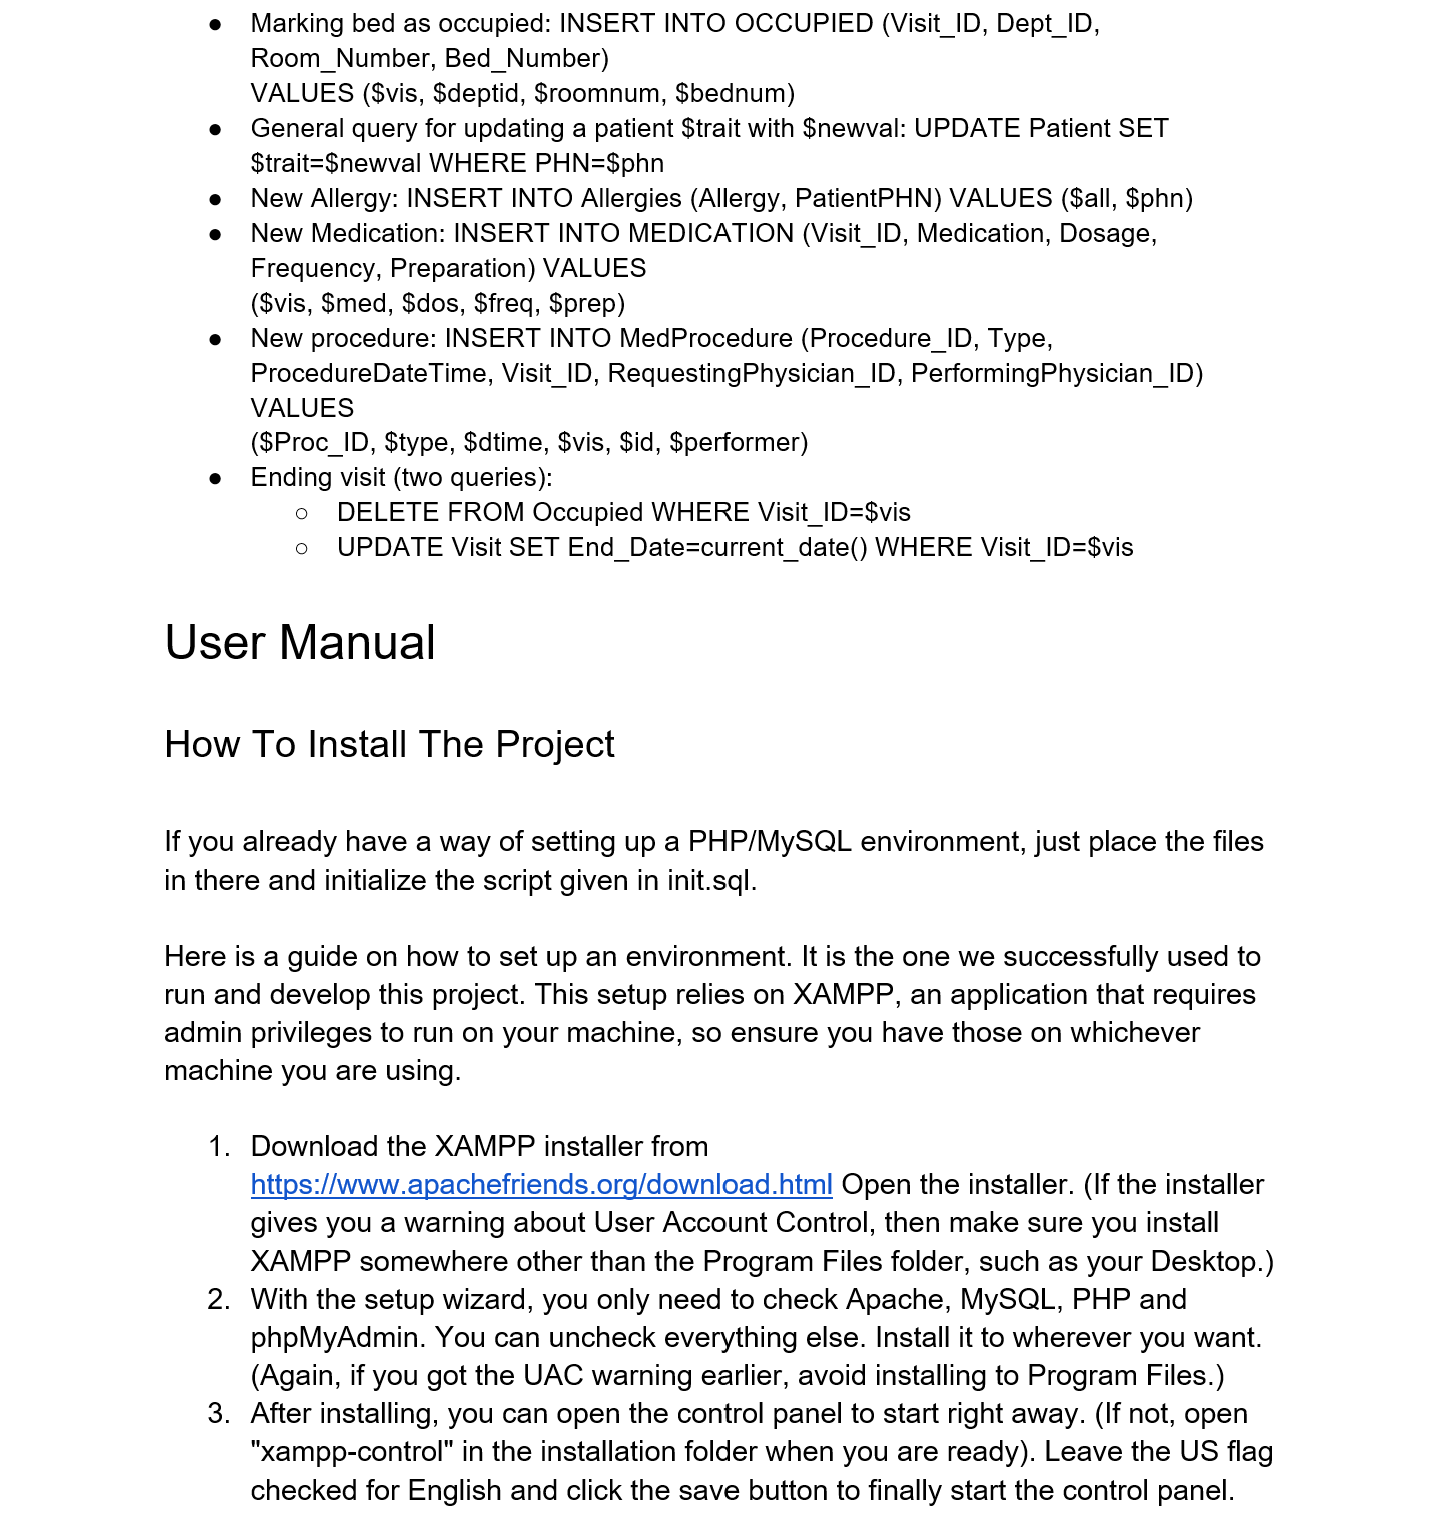 ● Marking bed as occupied: INSERT INTO OCCUPIED (Visit_ID, Dept_ID,
Room_Number, Bed_Number)
VALUES ($vis, $deptid, $roomnum, $bednum)
● General query for updating a patient $trait with $newval: UPDATE Patient SET
$trait=$newval WHERE PHN=$phn
● New Allergy: INSERT INTO Allergies (Allergy, PatientPHN) VALUES ($all, $phn)
● New Medication: INSERT INTO MEDICATION (Visit_ID, Medication, Dosage,
Frequency, Preparation) VALUES
($vis, $med, $dos, $freq, $prep)
● New procedure: INSERT INTO MedProcedure (Procedure_ID, Type,
ProcedureDateTime, Visit_ID, RequestingPhysician_ID, PerformingPhysician_ID)
VALUES
($Proc_ID, $type, $dtime, $vis, $id, $performer)
● Ending visit (two queries):
○ DELETE FROM Occupied WHERE Visit_ID=$vis
○ UPDATE Visit SET End_Date=current_date() WHERE Visit_ID=$vis
User Manual
How To Install The Project
If you already have a way of setting up a PHP/MySQL environment, just place the files
in there and initialize the script given in init.sql.
Here is a guide on how to set up an environment. It is the one we successfully used to
run and develop this project. This setup relies on XAMPP, an application that requires
admin privileges to run on your machine, so ensure you have those on whichever
machine you are using.
1. Download the XAMPP installer from
https://www.apachefriends.org/download.html Open the installer. (If the installer
gives you a warning about User Account Control, then make sure you install
XAMPP somewhere other than the Program Files folder, such as your Desktop.)
2. With the setup wizard, you only need to check Apache, MySQL, PHP and
phpMyAdmin. You can uncheck everything else. Install it to wherever you want.
(Again, if you got the UAC warning earlier, avoid installing to Program Files.)
3. After installing, you can open the control panel to start right away. (If not, open
"xampp-control" in the installation folder when you are ready). Leave the US flag
checked for English and click the save button to finally start the control panel.